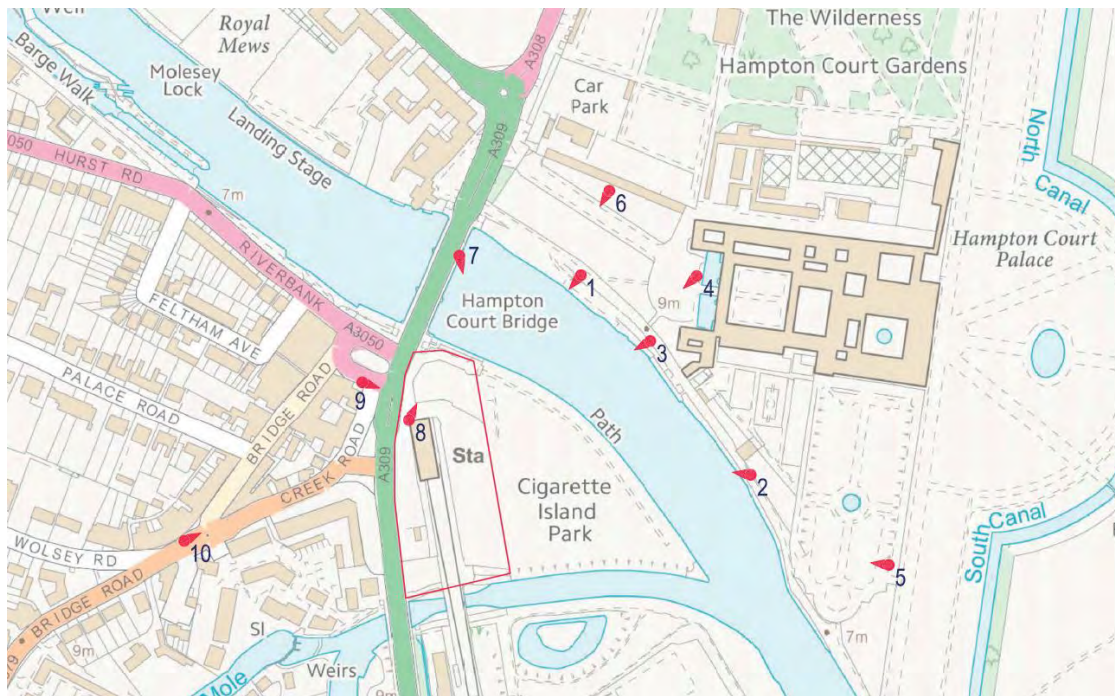 Well
Royal
Mews
Barge Walk
Molesey
Lock
Landing Stage
A308
A309
Car
Park
The Wilderness
Hampton Court Gardens
North
Canal
Hampton Court
Palace
050
HURST RD
7m
RIVERBANK
A3050
FELTHAM AVE
PALACE ROAD
BRIDGE ROAD
CREEK ROAD
Hampton
Court Bridge
6
7
1
9m
4
3
9
8
Sta
A309
Path
Cigarette
Island
Park
2
South Canal
5
7m
WOLSEY RD
10
BRIDGE ROAD
9m
Sl
Weirs
Mole
9m